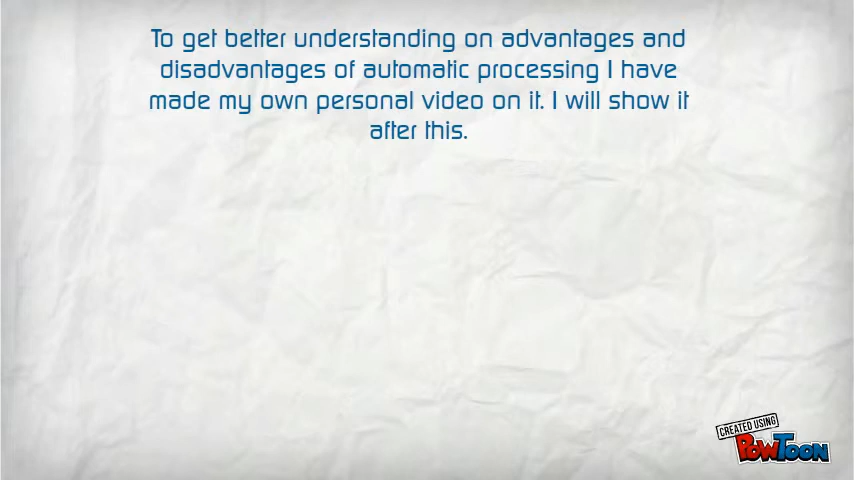 To get better understanding on advantages and
disadvantages of automatic processing I have
made my own personal video on it. I will show it
after this.
CREATED USING
POWTOON